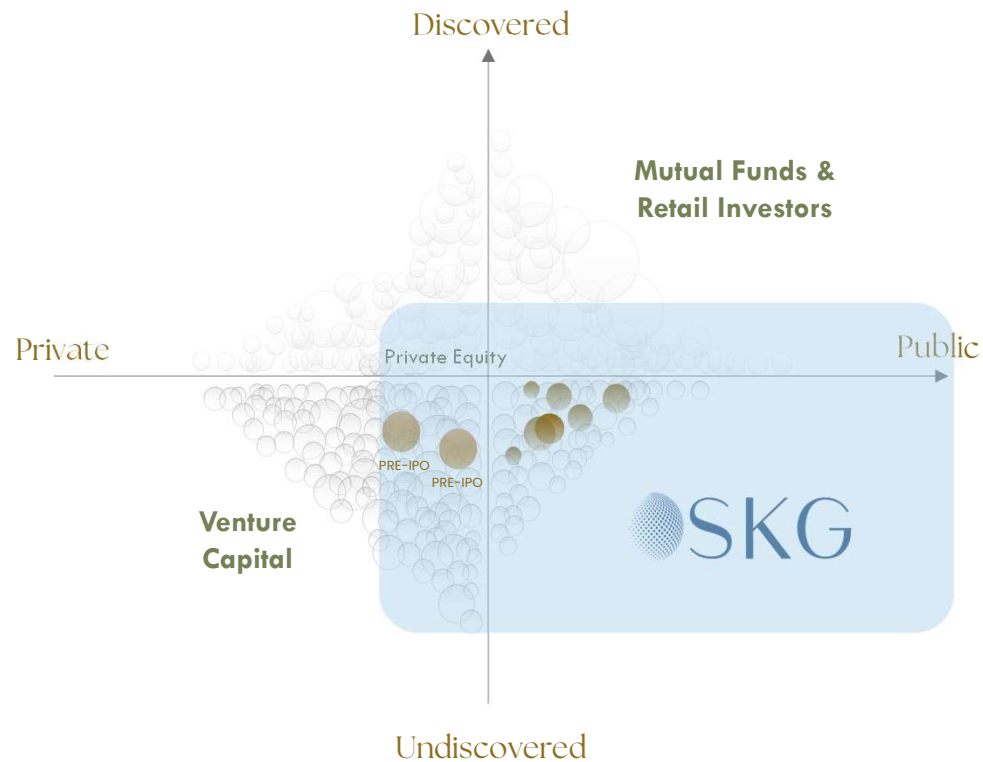 Discovered
Mutual Funds &
Retail Investors
Private
Private Equity
Public
PRE-IPO
PRE-IPO
Venture
Capital
SKG
Undiscovered